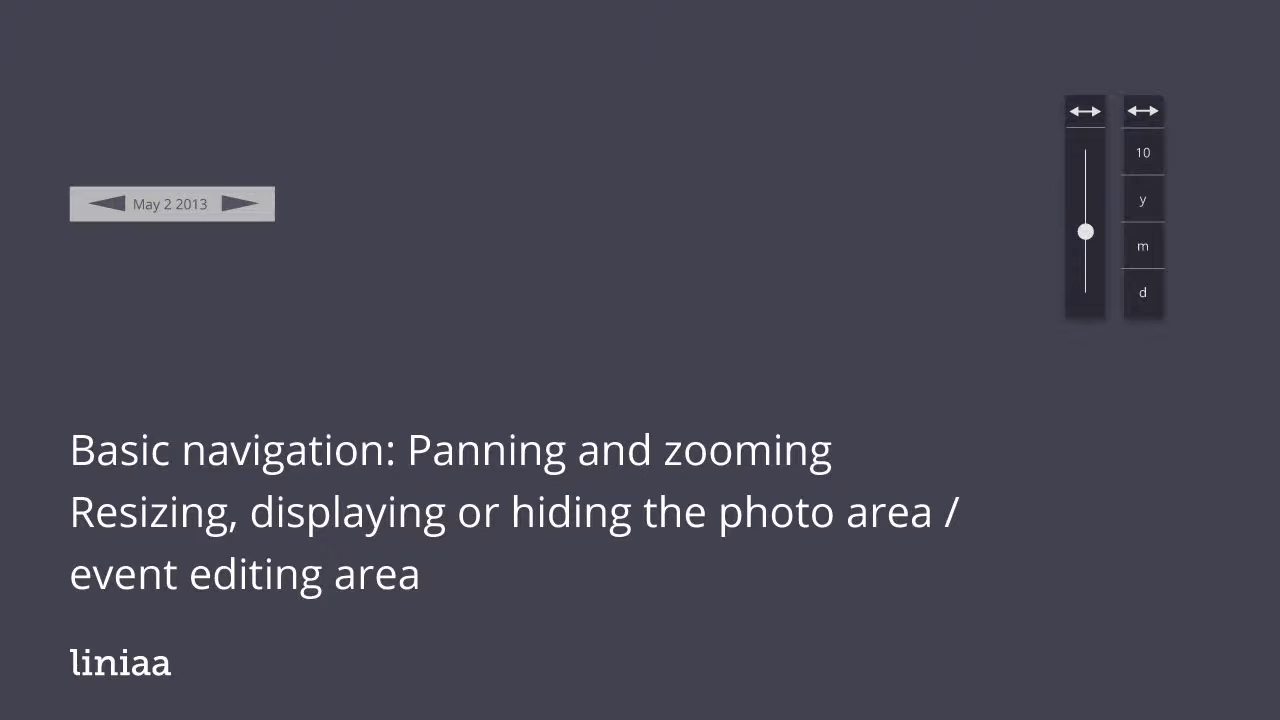 May 2 2013
10
y
m
d
Basic navigation: Panning and zooming
Resizing, displaying or hiding the photo area /
event editing area
liniaa